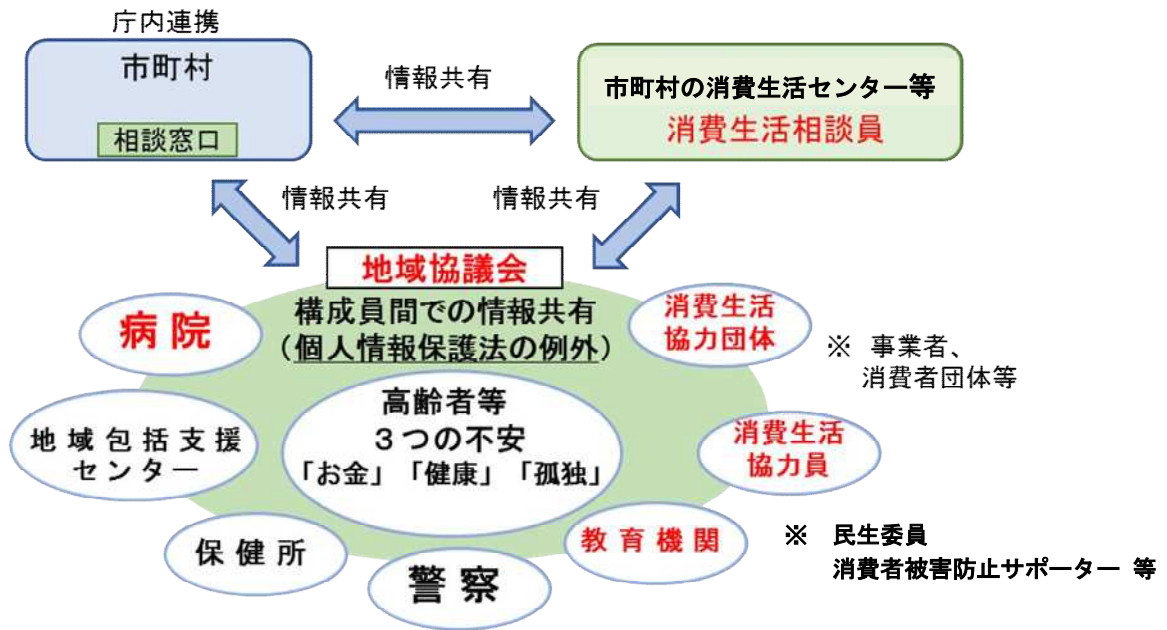 庁内連携
市町村
相談窓口
情報共有
市町村の消費生活センター等
消費生活相談員
情報共有
情報共有
地域協議会
構成員間での情報共有
（個人情報保護法の例外）
病院
消費生活
協力団体
※ 事業者、
消費者団体等
高齢者等
３つの不安
「お金」「健康」「孤独」
地域包括支援
センター
消費生活
協力員
保健所
警察
教育機関
※ 民生委員
消費者被害防止サポーター 等